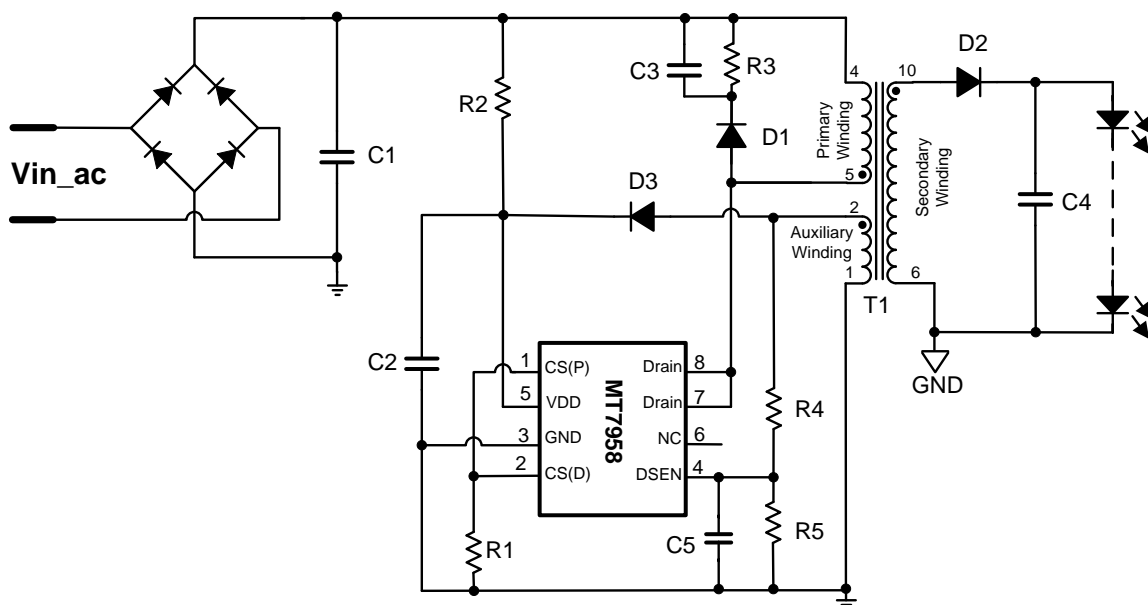 Vin_ac
C1
R2
C3
R3
D1
D3
4
Primary
Winding
5
2
Auxiliary
Winding
1
T1
10
Secondary
Winding
6
D2
C4
GND
C2
1
CS(P)
5
VDD
3
GND
2
CS(D)
MT7958
Drain
8
Drain
7
NC
6
DSEN
4
R1
C5
R4
R5